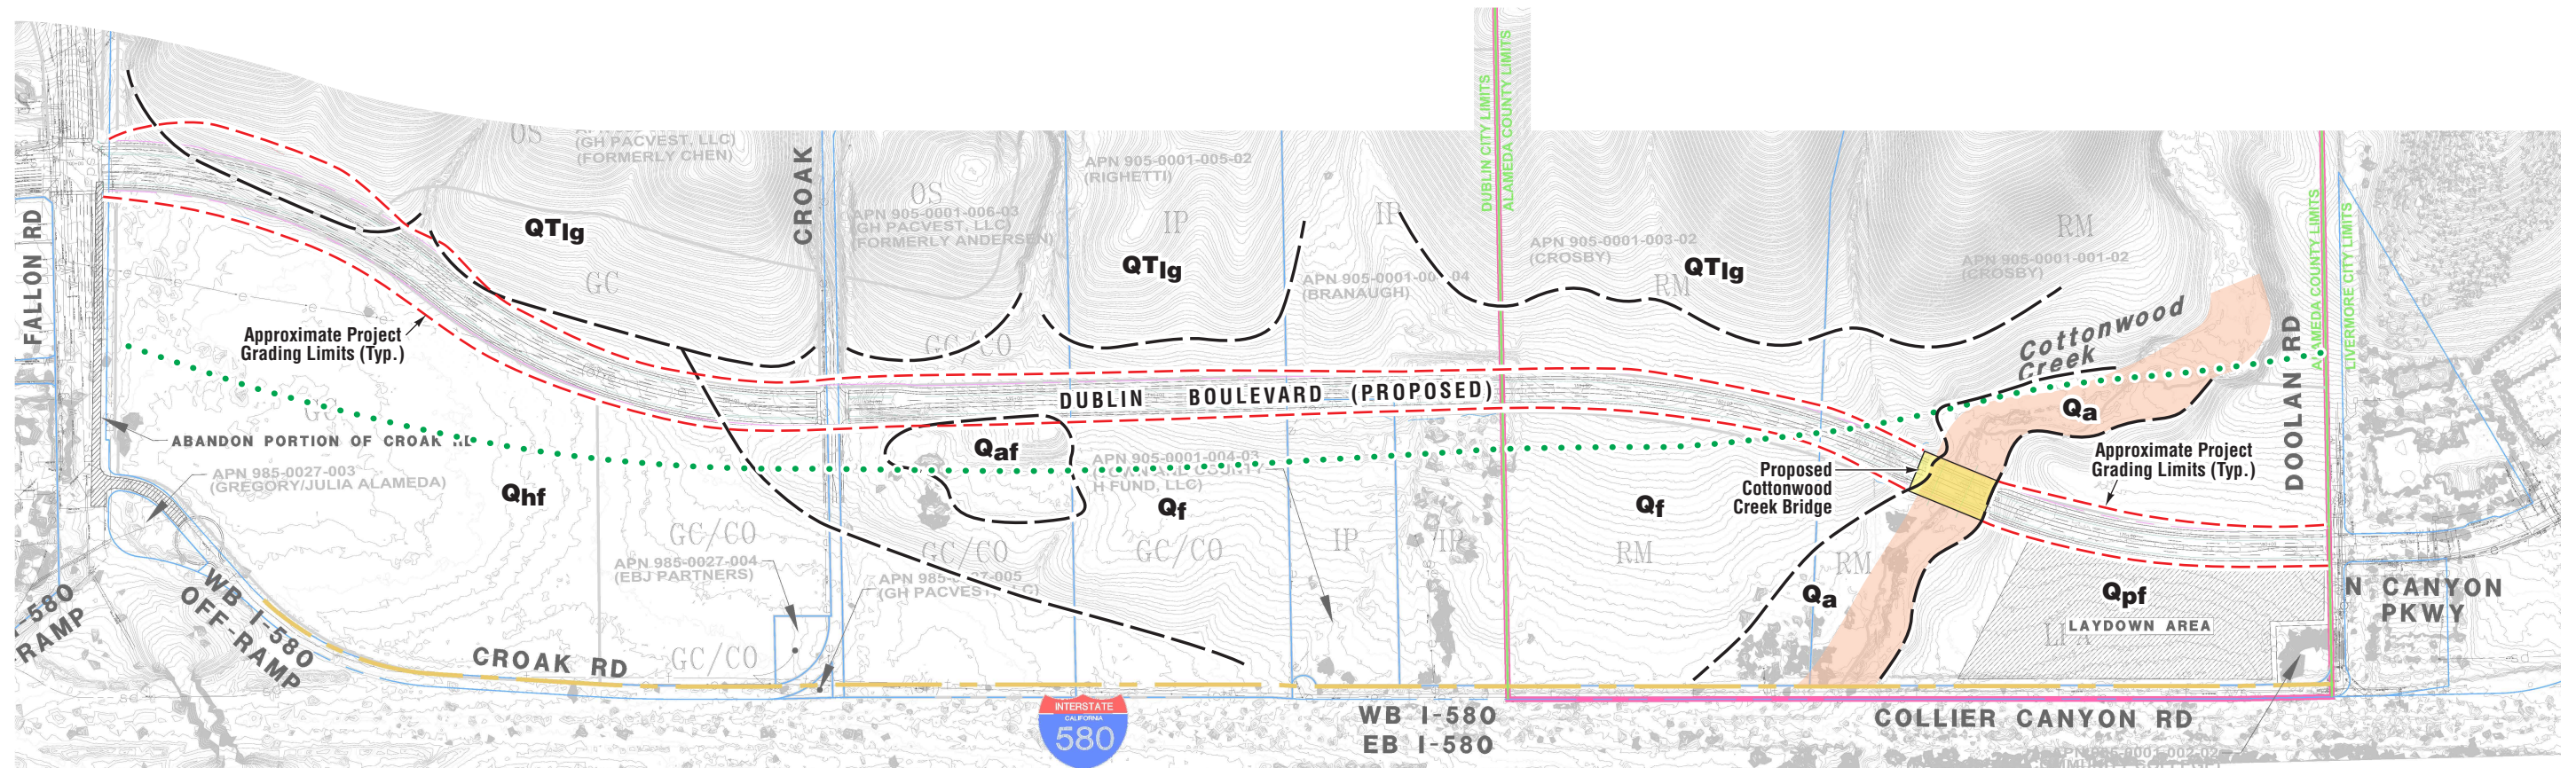 DUBLIN CITY LIMITS
ALAMEDA COUNTY LIMITS
OS
(GH PACVEST, LLC)
(FORMERLY CHEN)
CROAK
OS
APN 905-0001-006-03
(GH PACVEST, LLC)
(FORMERLY ANDERSEN)
APN 905-0001-005-02
(RIGHETTI)
IP
IP
QTlg
GC
QTlg
(BRANAUGH)
APN 905-0001-003-02
(CROSBY)
QTlg
RM
RM
APN 905-0001-001-02
(CROSBY)
ALAMEDA COUNTY LIMITS
LIVERMORE CITY LIMITS
FALLON RD
Approximate Project
Grading Limits (Typ.)
GC/CO
Cottonwood
Creek
DOOLAN RD
DUBLIN BOULEVARD (PROPOSED)
GC
ABANDON PORTION OF CROAK RD
APN 985-0027-003
(GREGORY/JULIA ALAMEDA)
Qhf
Qaf
APN 905-0001-004-03
H FUND, LLC)
Qf
Qf
Qa
Proposed
Cottonwood
Creek Bridge
Approximate Project
Grading Limits (Typ.)
GC/CO
GC/CO
GC/CO
IP
IP
RM
RM
APN 985-0027-004
(EBJ PARTNERS)
Qa
Qpf
LAYDOWN AREA
N CANYON
PKWY
I-580
RAMP
WB I-580
OFF-RAMP
CROAK RD
GC/CO
INTERSTATE
CALIFORNIA
580
WB I-580
EB I-580
COLLIER CANYON RD